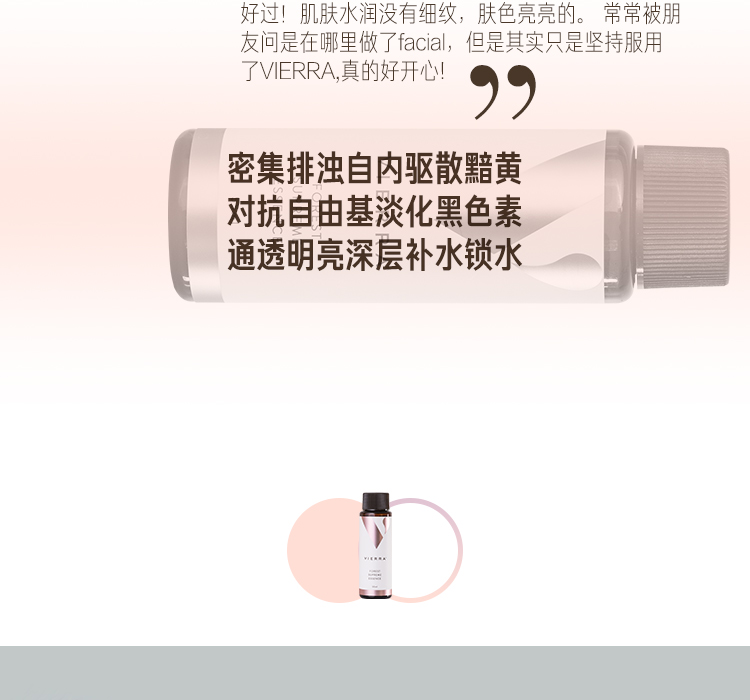 好过！肌肤水润没有细纹，肤色亮亮的。 常常被朋
友问是在哪里做了facial，但是其实只是坚持服用
了VIERRA,真的好开心!
”
密集排浊自内驱散黯黄
对抗自由基淡化黑色素
通透明亮深层补水锁水
VIERRA